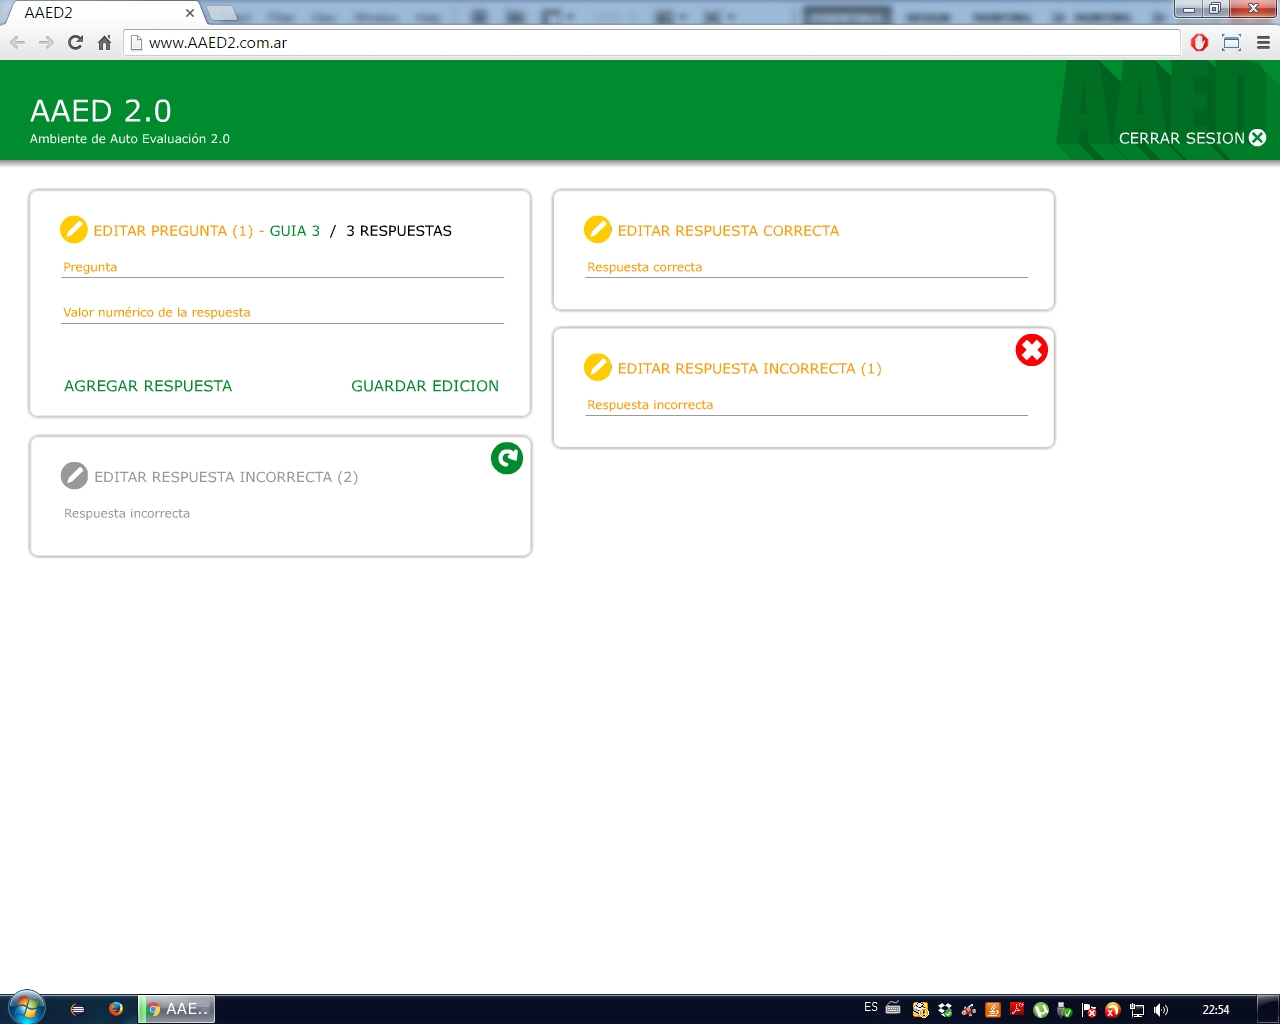 AAED2
www.AAED2.com.ar
AAED 2.0
Ambiente de Auto Evaluación 2.0
AAED
CERRAR SESION
EDITAR PREGUNTA (1) - GUIA 3 / 3 RESPUESTAS
Pregunta
Valor numérico de la respuesta
AGREGAR RESPUESTA
GUARDAR EDICION
EDITAR RESPUESTA CORRECTA
Respuesta correcta
EDITAR RESPUESTA INCORRECTA (1)
Respuesta incorrecta
EDITAR RESPUESTA INCORRECTA (2)
Respuesta incorrecta
AAE..
ES
22:54